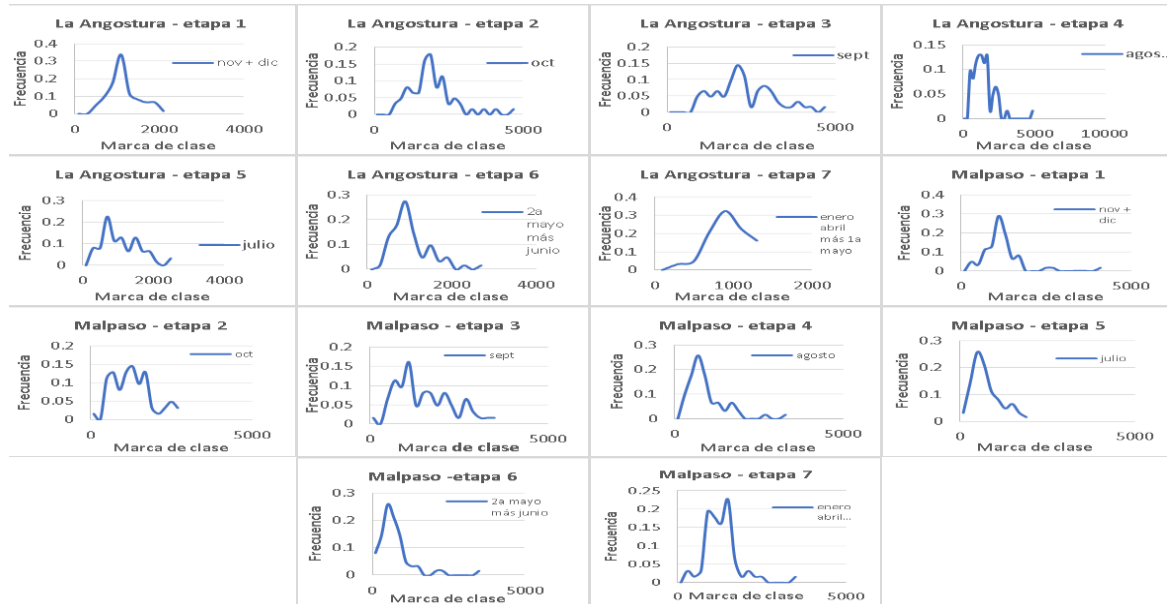 La Angostura - etapa 1
Frecuencia
0.4
0.3
0.2
0.1
0
nov + dic
0
2000
4000
Marca de clase
La Angostura - etapa 2
Frecuencia
0.2
0.15
0.1
0.05
0
oct
0
5000
Marca de clase
La Angostura - etapa 3
Frecuencia
0.2
0.15
0.1
0.05
0
sept
0
5000
Marca de clase
La Angostura - etapa 4
Frecuencia
0.15
0.1
0.05
0
agos...
0
5000
10000
Marca de clase
La Angostura - etapa 5
Frecuencia
0.3
0.2
0.1
0
julio
0
2000
4000
Marca de clase
La Angostura - etapa 6
Frecuencia
0.3
0.2
0.1
0
2a
mayo
más
junio
0
2000
4000
Marca de clase
La Angostura - etapa 7
Frecuencia
0.4
0.3
0.2
0.1
0
enero
abril
más 1a
mayo
0
1000
2000
Marca de clase
Malpaso - etapa 1
Frecuencia
0.4
0.3
0.2
0.1
0
nov +
dic
0
5000
Marca de clase
Malpaso - etapa 2
Frecuencia
0.2
0.15
0.1
0.05
0
oct
0
5000
Marca de clase
Malpaso - etapa 3
Frecuencia
0.2
0.15
0.1
0.05
0
sept
0
5000
Marca de clase
Malpaso - etapa 4
Frecuencia
0.3
0.2
0.1
0
agosto
0
5000
Marca de clase
Malpaso - etapa 5
Frecuencia
0.3
0.2
0.1
0
julio
0
5000
Marca de clase
Malpaso -etapa 6
Frecuencia
0.3
0.2
0.1
0
2a mayo
más junio
0
5000
Marca de clase
Malpaso - etapa 7
Frecuencia
0.25
0.2
0.15
0.1
0.05
0
enero
abril...
0
5000
Marca de clase